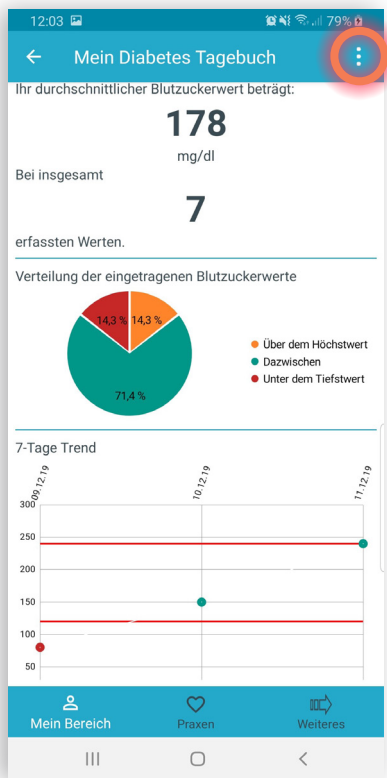 12:03 79%
Mein Diabetes Tagebuch
Ihr durchschnittlicher Blutzuckerwert beträgt:
178
mg/dl
Bei insgesamt
7
erfassten Werten.
Verteilung der eingetragenen Blutzuckerwerte
14,3 % 14,3 %
71,4 %
Über dem Höchstwert
Dazwischen
Unter dem Tiefstwert
7-Tage Trend
09.12.19 10.12.19 11.12.19
300
250
200
150
100
50
Mein Bereich Praxen Weiteres